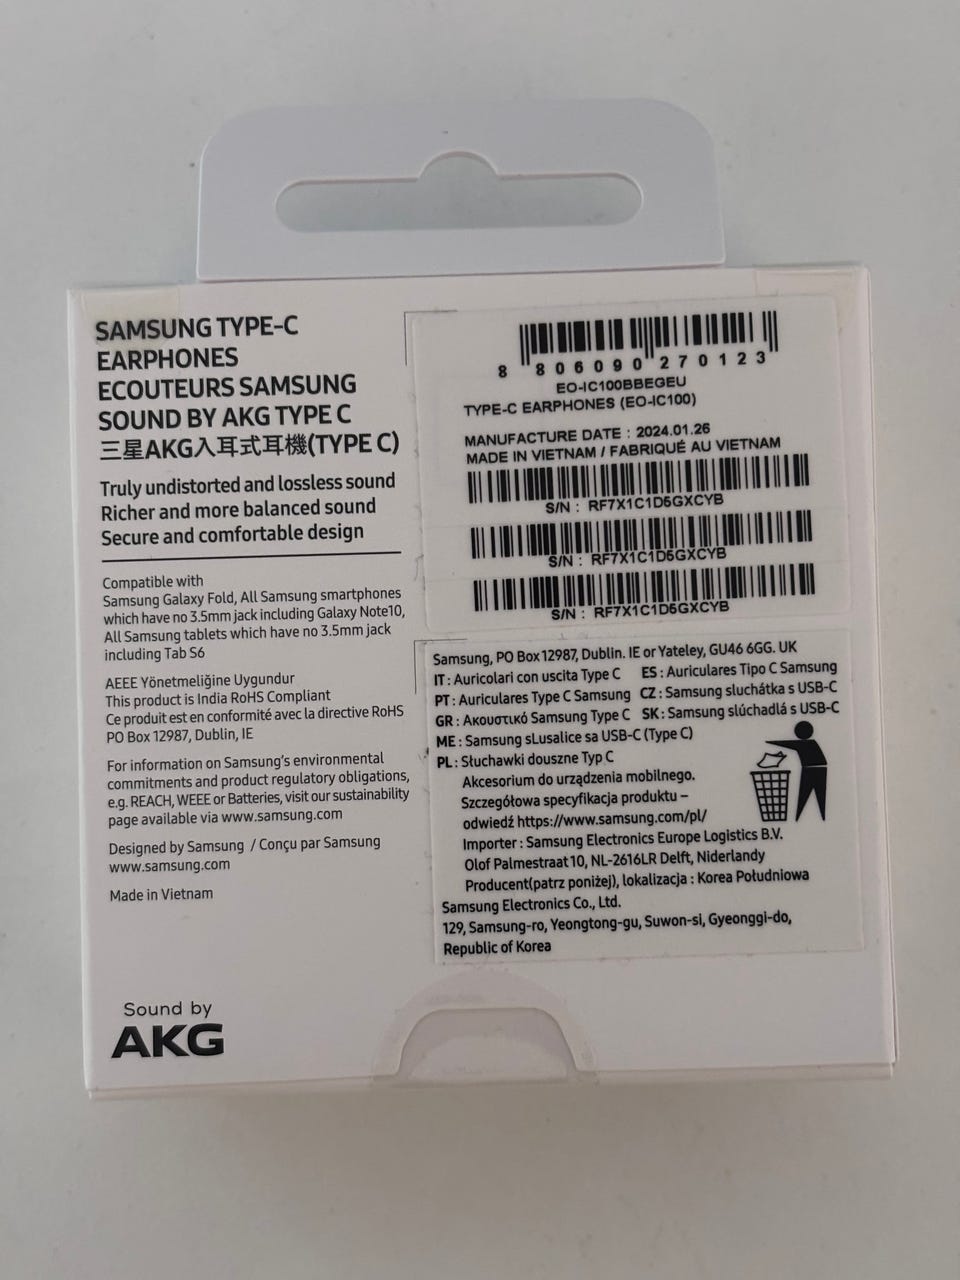 SAMSUNG TYPE-C
EARPHONES
ECOUTEURS SAMSUNG
SOUND BY AKG TYPE C
三星AKG入耳式耳機(TYPE C)
Truly undistorted and lossless sound
Richer and more balanced sound
Secure and comfortable design
Compatible with
Samsung Galaxy Fold, All Samsung smartphones
which have no 3.5mm jack including Galaxy Note10,
All Samsung tablets which have no 3.5mm jack
including Tab S6
AEEE Yönetmeliğine Uygundur
This product is India RoHS Compliant
Ce produit est en conformité avec la directive RoHS
PO Box 12987, Dublin, IE
For information on Samsung's environmental
commitments and product regulatory obligations,
e.g. REACH, WEEE or Batteries, visit our sustainability
page available via www.samsung.com
Designed by Samsung / Conçu par Samsung
www.samsung.com
Made in Vietnam
Sound by
AKG
8 806090 270123
EO-IC100BBEGEU
TYPE-C EARPHONES (EO-IC100)
MANUFACTURE DATE : 2024.01.26
MADE IN VIETNAM / FABRIQUÉ AU VIETNAM
S/N : RF7X1C1D5GXCYB
S/N : RF7X1C1D5GXCYB
S/N : RF7X1C1D5GXCYB
Samsung, PO Box 12987, Dublin. IE or Yateley, GU46 6GG. UK
IT : Auricolari con uscita Type C ES : Auriculares Tipo C Samsung
PT : Auriculares Type C Samsung CZ : Samsung sluchátka s USB-C
GR : Ακουστικό Samsung Type C SK : Samsung slúchadlá s USB-C
ME : Samsung sLusalice sa USB-C (Type C)
PL : Słuchawki douszne Typ C
Akcesorium do urządzenia mobilnego.
Szczegółowa specyfikacja produktu –
odwiedź https://www.samsung.com/pl/
Importer : Samsung Electronics Europe Logistics B.V.
Olof Palmestraat 10, NL-2616LR Delft, Niderlandy
Producent(patrz poniżej), lokalizacja : Korea Południowa
Samsung Electronics Co., Ltd.
129, Samsung-ro, Yeongtong-gu, Suwon-si, Gyeonggi-do,
Republic of Korea